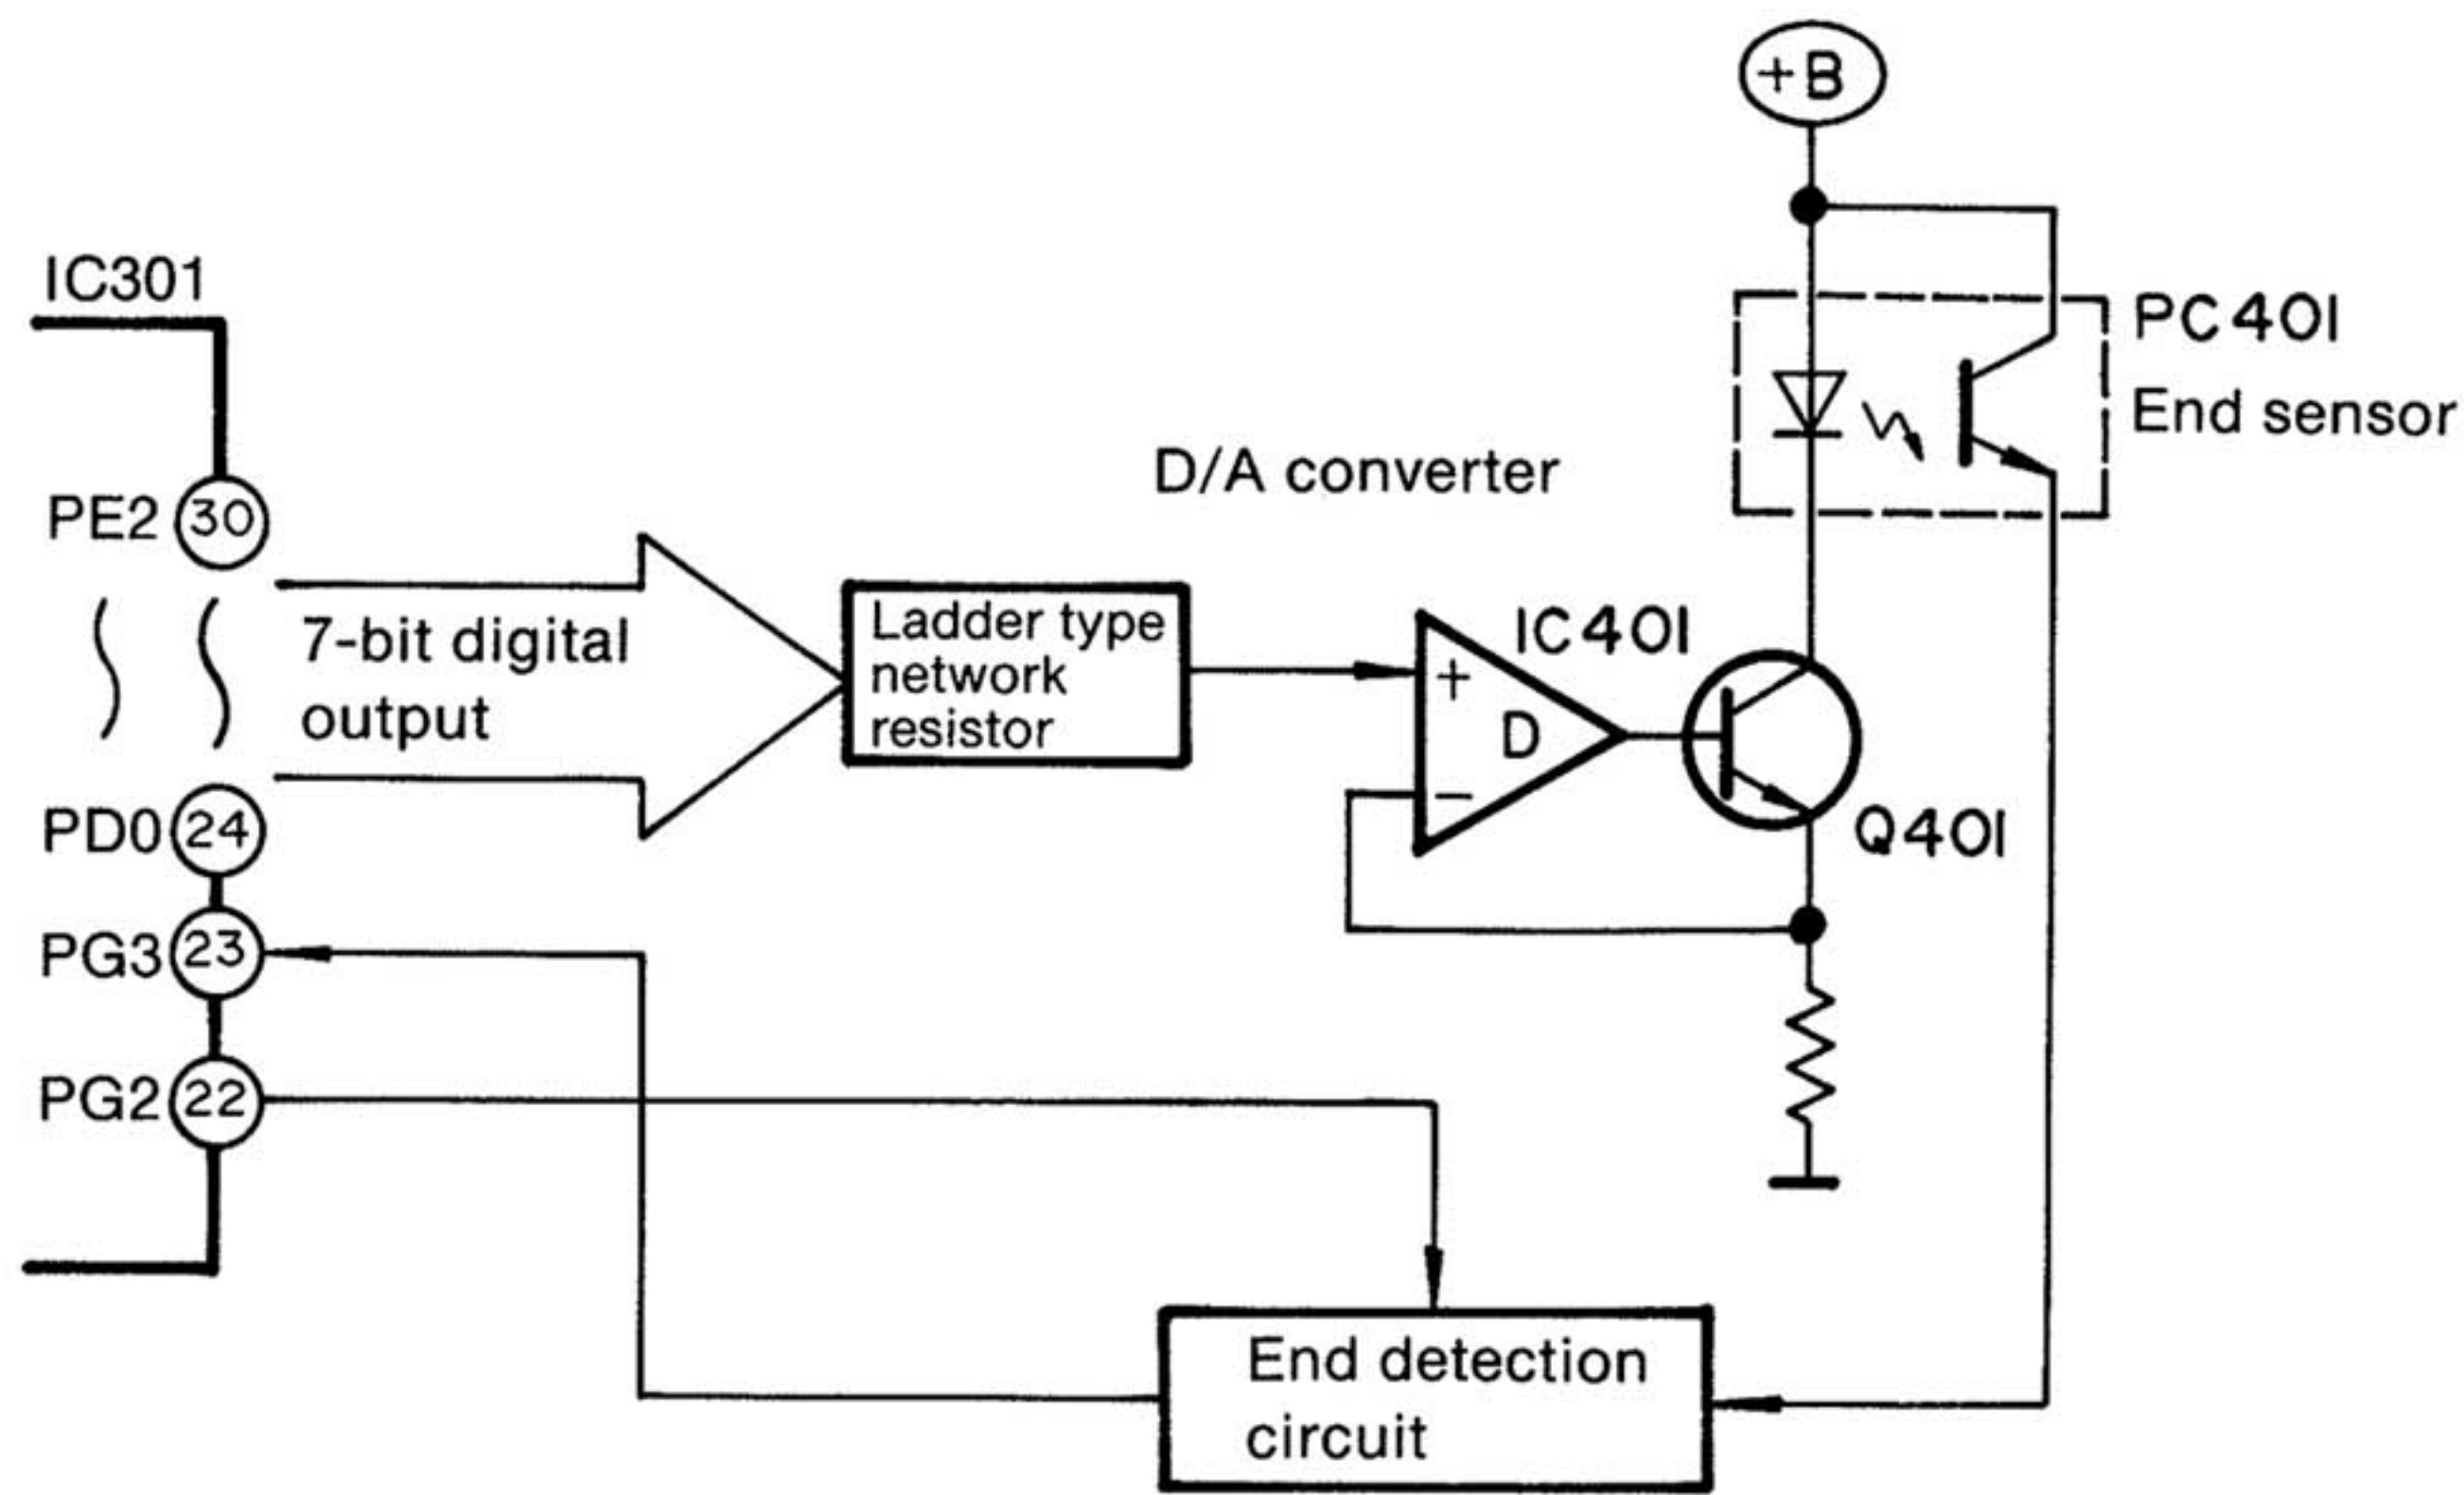 +B
IC301
PC401
End sensor
D/A converter
PE2 30
7-bit digital
output
Ladder type
network
resistor
IC401
+
D
−
PD0 24
Q401
PG3 23
PG2 22
End detection
circuit